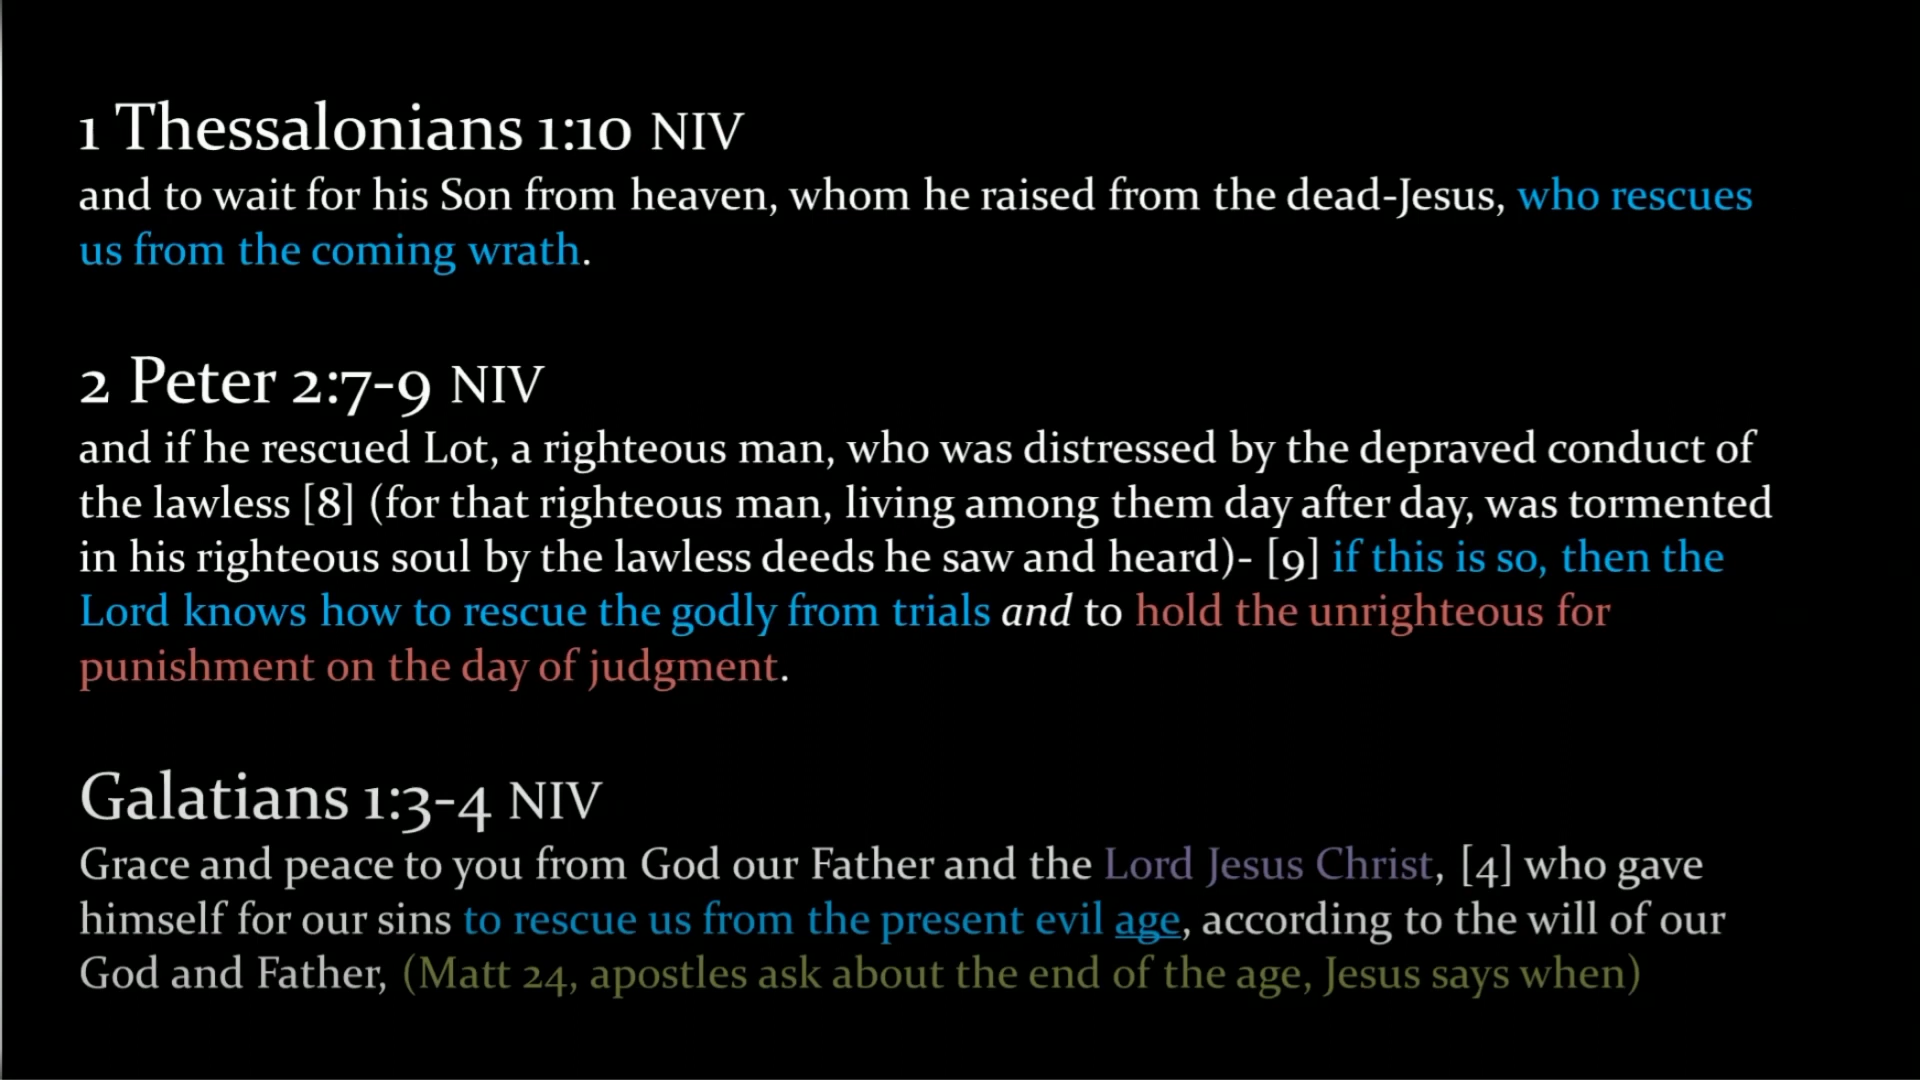 1 Thessalonians 1:10 NIV
and to wait for his Son from heaven, whom he raised from the dead-Jesus, who rescues
us from the coming wrath.
2 Peter 2:7-9 NIV
and if he rescued Lot, a righteous man, who was distressed by the depraved conduct of
the lawless [8] (for that righteous man, living among them day after day, was tormented
in his righteous soul by the lawless deeds he saw and heard)- [9] if this is so, then the
Lord knows how to rescue the godly from trials and to hold the unrighteous for
punishment on the day of judgment.
Galatians 1:3-4 NIV
Grace and peace to you from God our Father and the Lord Jesus Christ, [4] who gave
himself for our sins to rescue us from the present evil age, according to the will of our
God and Father, (Matt 24, apostles ask about the end of the age, Jesus says when)